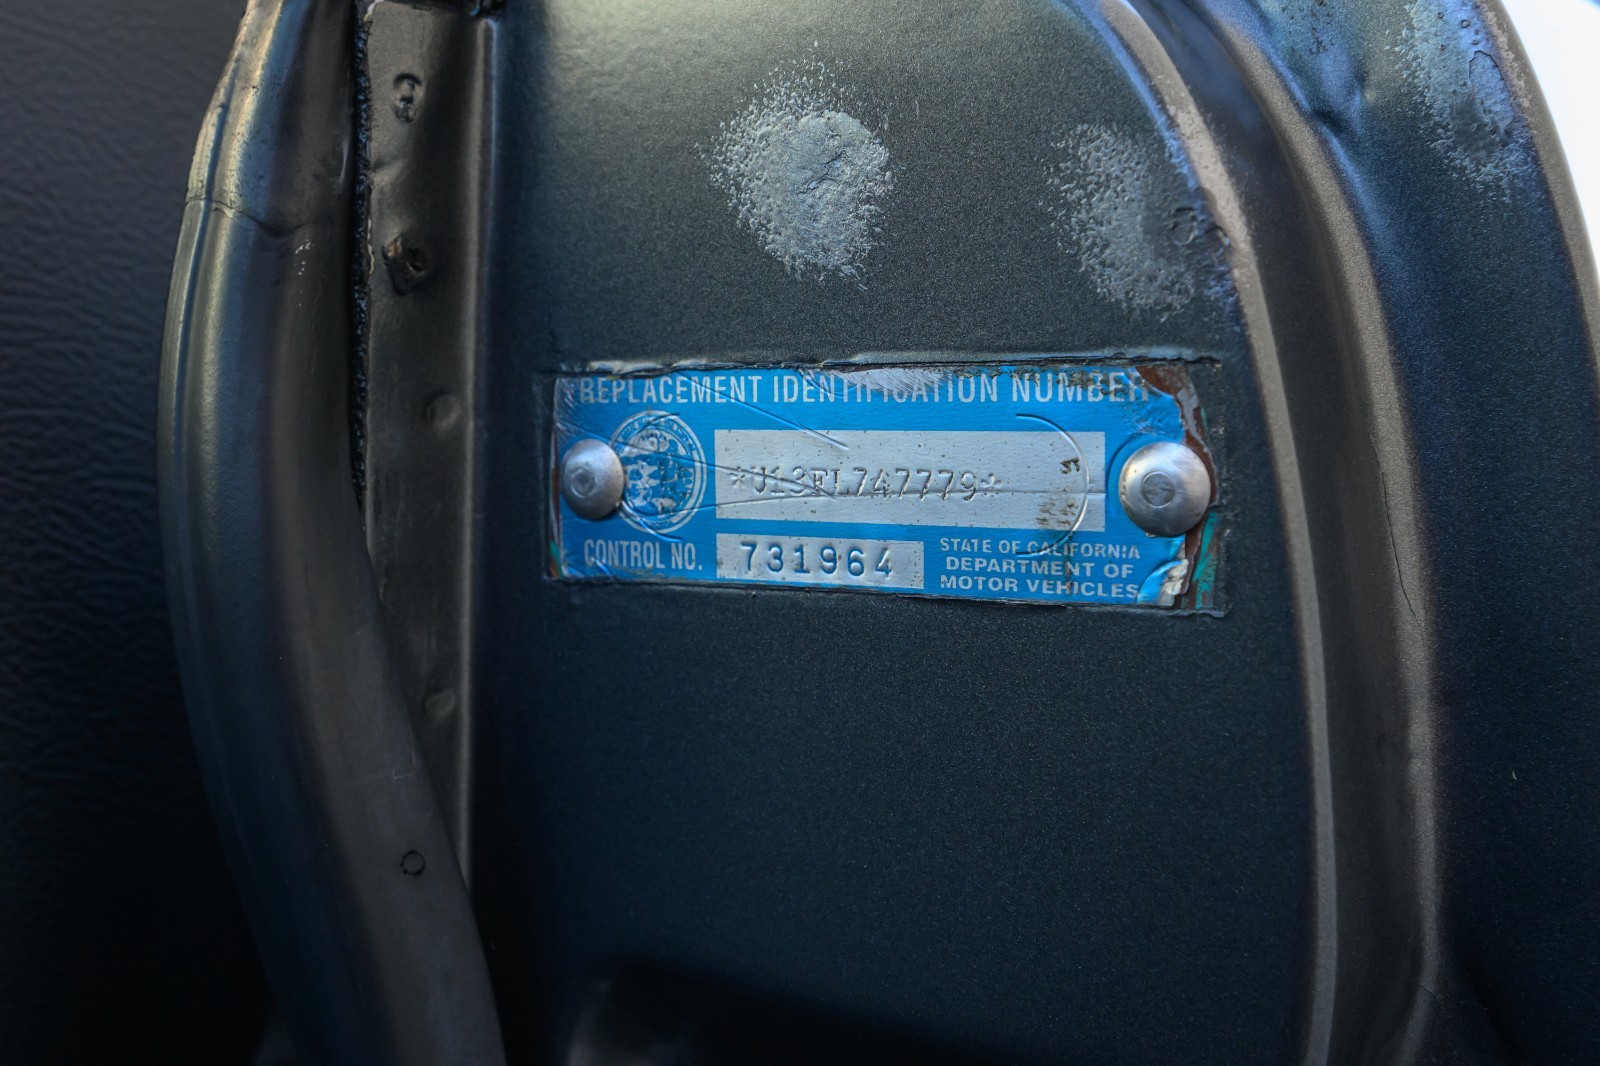 REPLACEMENT IDENTIFICATION NUMBER
*U13FL747779*
CONTROL NO. 731964
STATE OF CALIFORNIA
DEPARTMENT OF
MOTOR VEHICLES